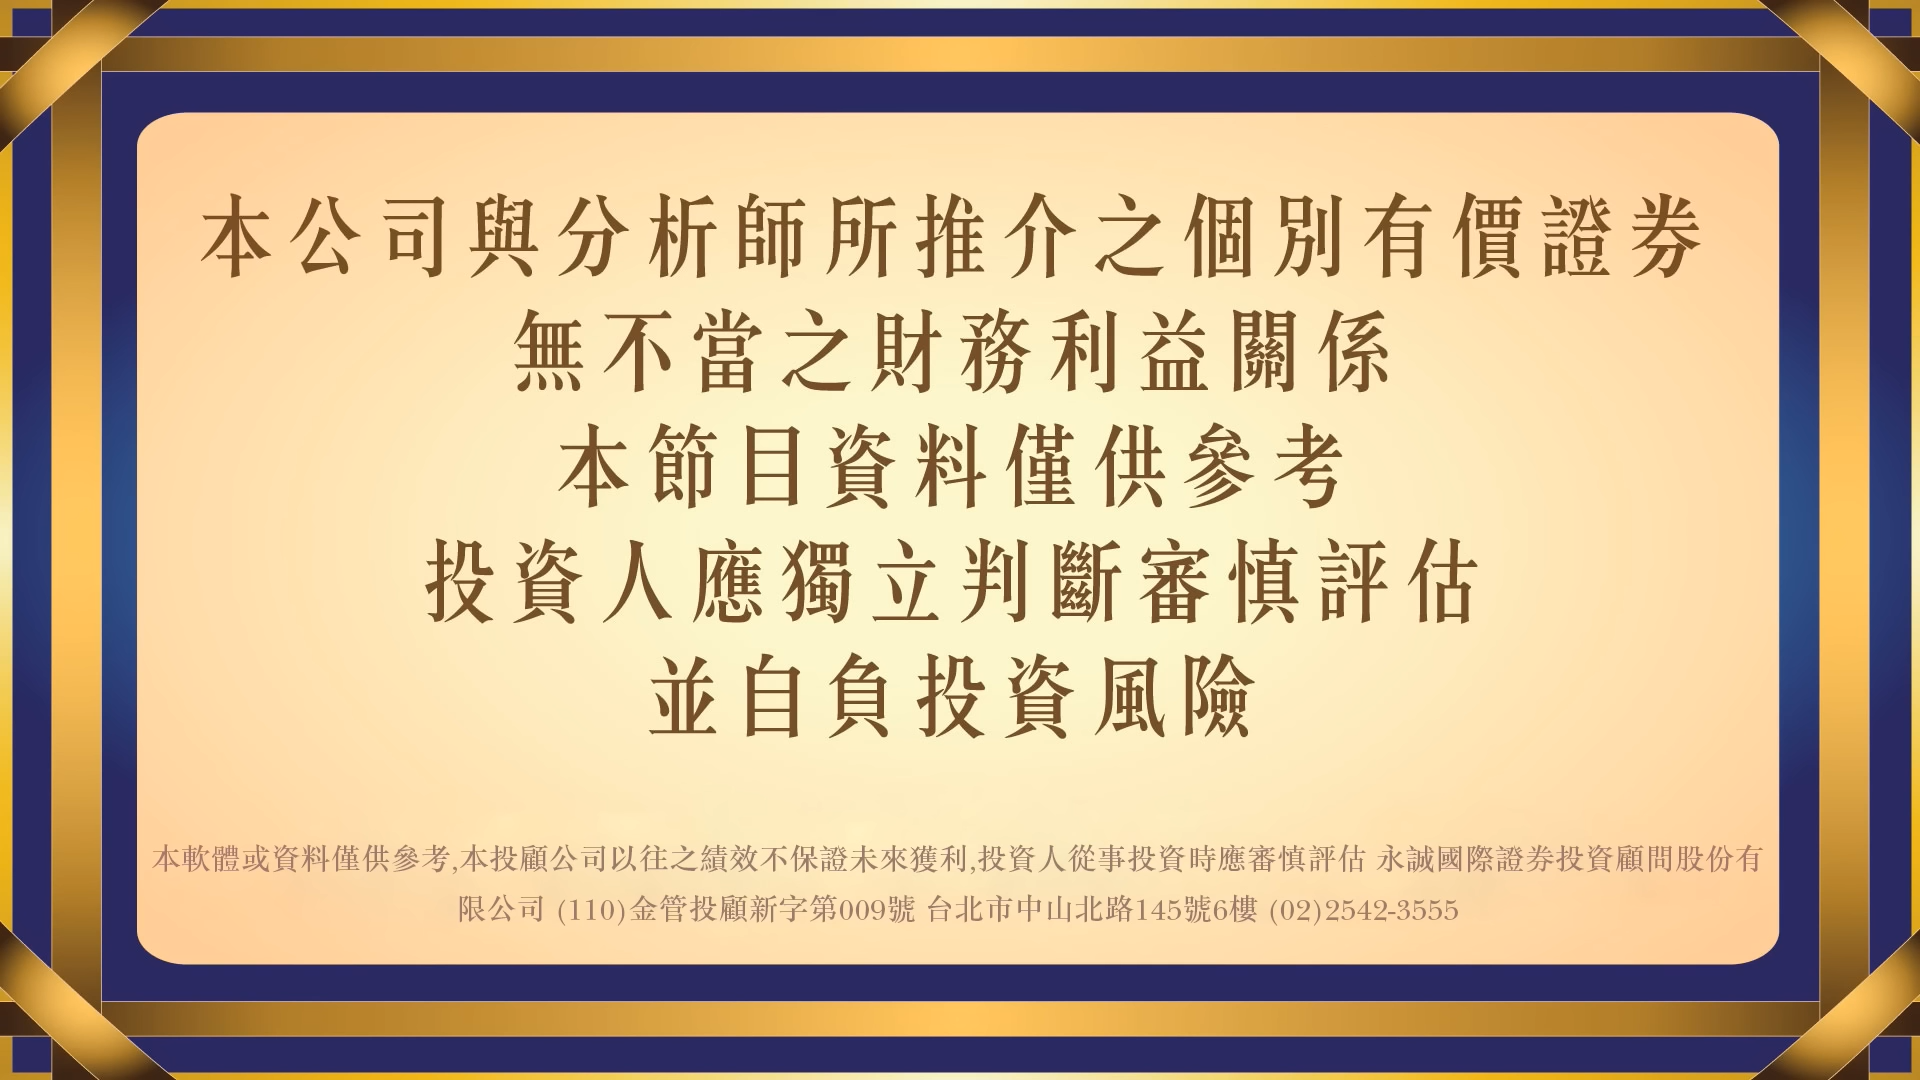 本公司與分析師所推介之個別有價證券
無不當之財務利益關係
本節目資料僅供參考
投資人應獨立判斷審慎評估
並自負投資風險
本軟體或資料僅供參考,本投顧公司以往之績效不保證未來獲利,投資人從事投資時應審慎評估 永誠國際證券投資顧問股份有
限公司 (110)金管投顧新字第009號 台北市中山北路145號6樓 (02)2542-3555